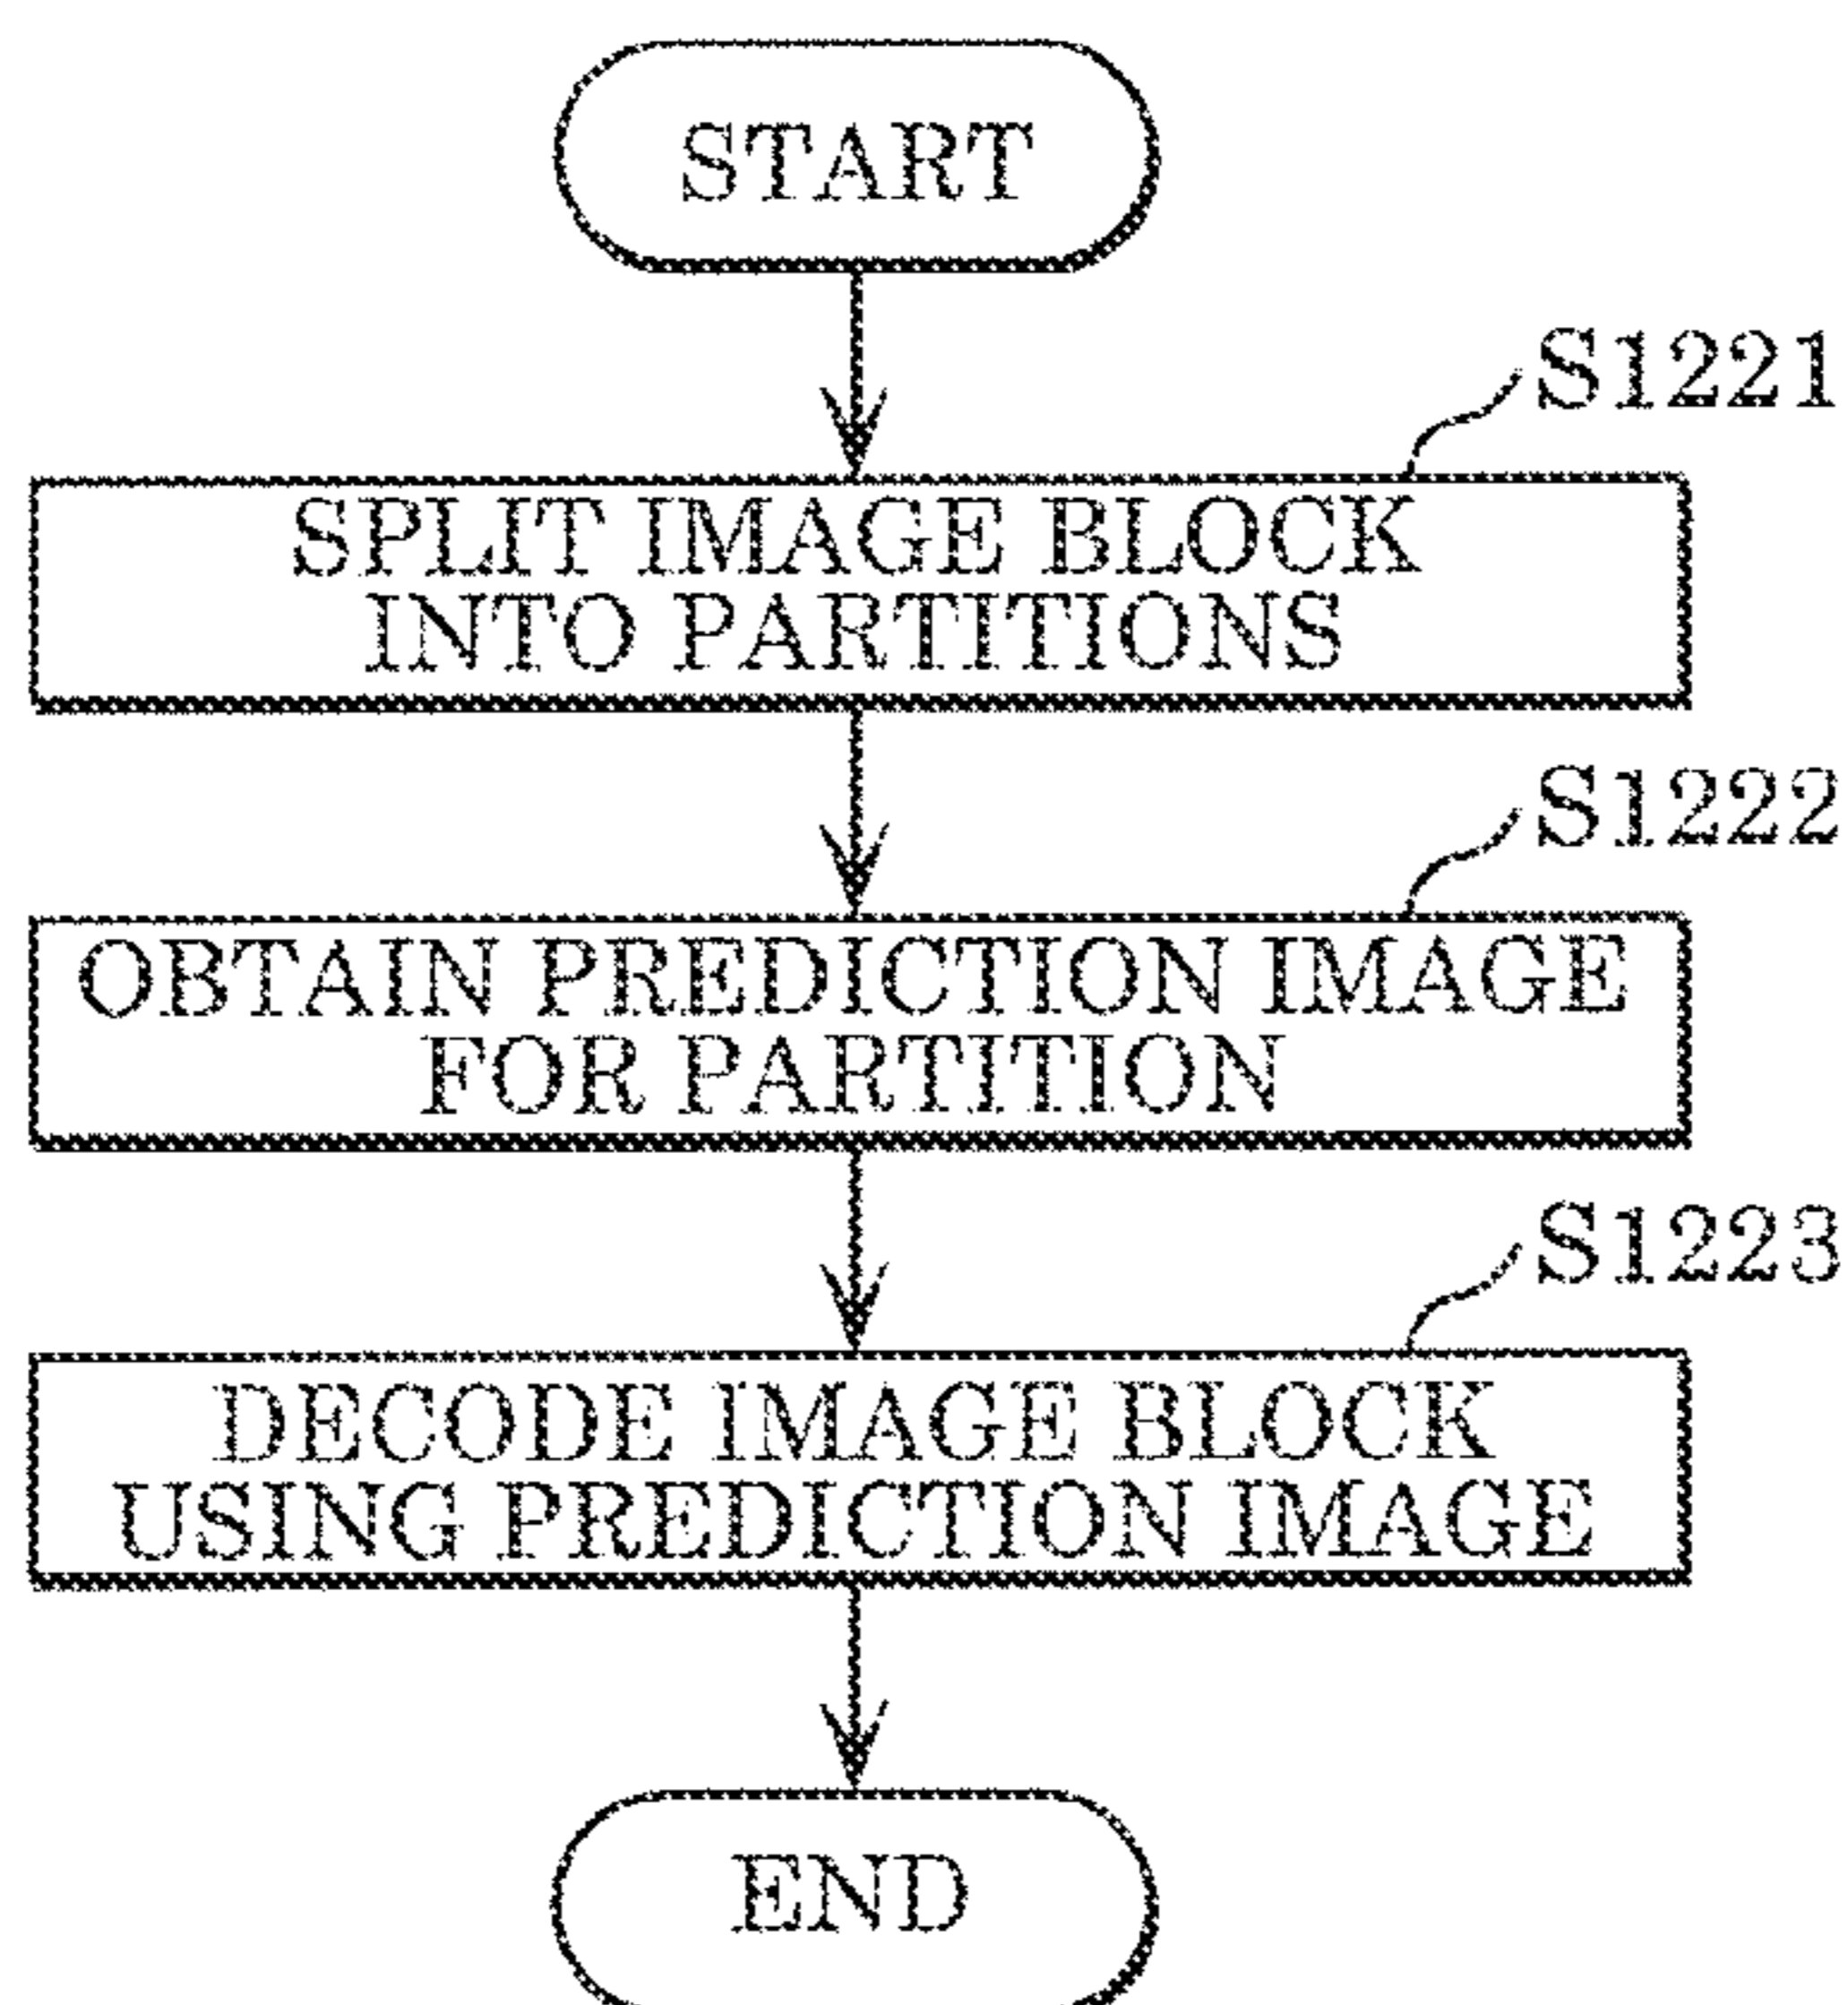 START
S1221
SPLIT IMAGE BLOCK
INTO PARTITIONS
S1222
OBTAIN PREDICTION IMAGE
FOR PARTITION
S1223
DECODE IMAGE BLOCK
USING PREDICTION IMAGE
END